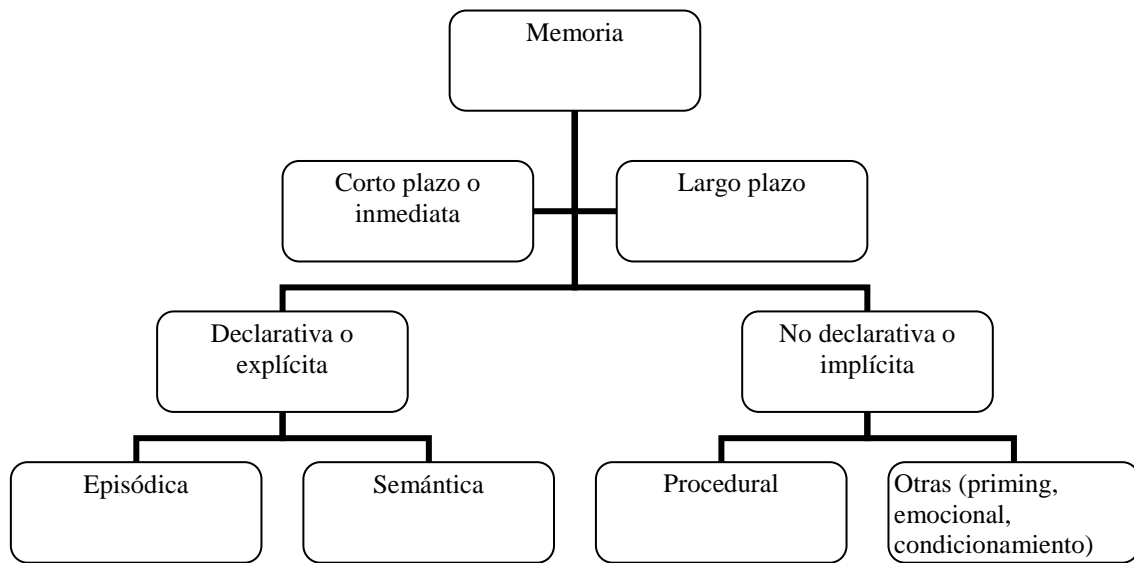 Memoria
Corto plazo o
inmediata
Largo plazo
Declarativa o
explícita
No declarativa o
implícita
Episódica
Semántica
Procedural
Otras (priming,
emocional,
condicionamiento)